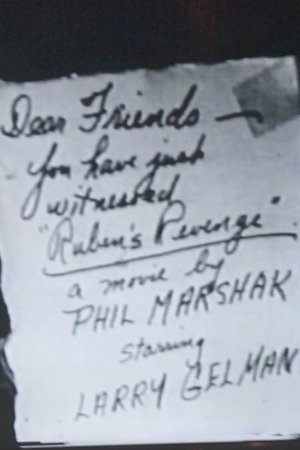 Dear Friends —
You have just
witnessed
"Ruben's Revenge"
a movie by
PHIL MARSHAK
starring
LARRY GELMAN